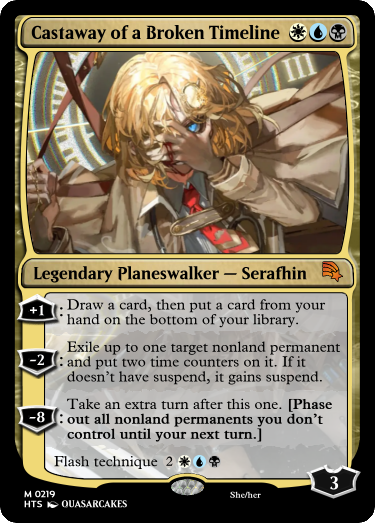 Castaway of a Broken Timeline
Legendary Planeswalker — Serafhin
+1: Draw a card, then put a card from your
hand on the bottom of your library.
−2: Exile up to one target nonland permanent
and put two time counters on it. If it
doesn't have suspend, it gains suspend.
−8: Take an extra turn after this one. [Phase
out all nonland permanents you don't
control until your next turn.]
Flash technique 2
3
M 0219
HTS QUASARCAKES
She/her